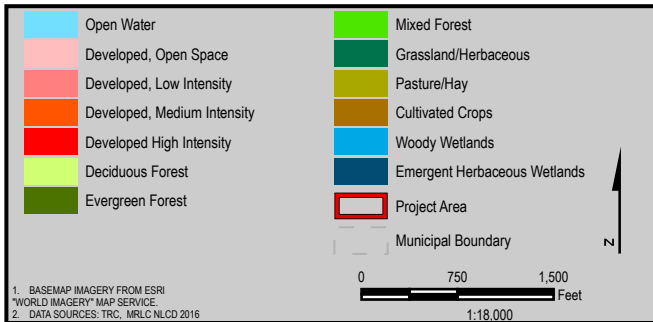 Open Water
Developed, Open Space
Developed, Low Intensity
Developed, Medium Intensity
Developed High Intensity
Deciduous Forest
Evergreen Forest
Mixed Forest
Grassland/Herbaceous
Pasture/Hay
Cultivated Crops
Woody Wetlands
Emergent Herbaceous Wetlands
Project Area
Municipal Boundary
N
0 750 1,500
Feet
1:18,000
1. BASEMAP IMAGERY FROM ESRI
"WORLD IMAGERY" MAP SERVICE.
2. DATA SOURCES: TRC, MRLC NLCD 2016